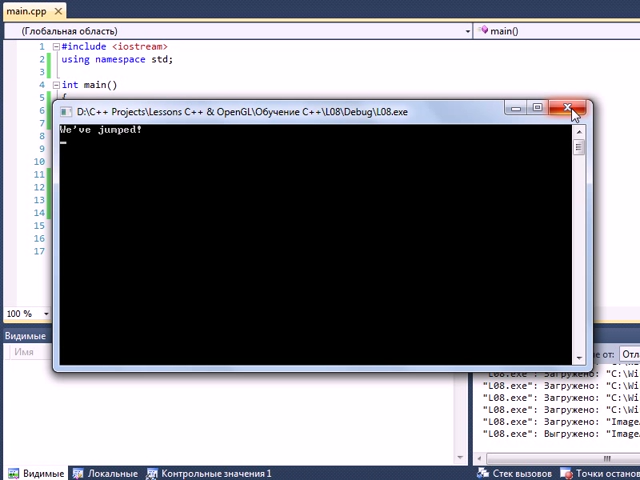 main.cpp
(Глобальная область)
main()
1 #include <iostream>
2 using namespace std;
3
4 int main()
5 {
6
7
8
9
10
11
12
13
14
15
16
17
D:\C++ Projects\Lessons C++ & OpenGL\Обучение C++\L08\Debug\L08.exe
We've jumped!
100 %
Видимые
Имя
"L08.exe": Загружено: "C:\Wi
"L08.exe": Загружено: "C:\Wi
"L08.exe": Загружено: "C:\Wi
"L08.exe": Загружено: "C:\Wi
"L08.exe": Загружено: "ImageA
"L08.exe": Выгружено: "ImageA
Видимые
Локальные
Контрольные значения 1
Стек вызовов
Точки останов